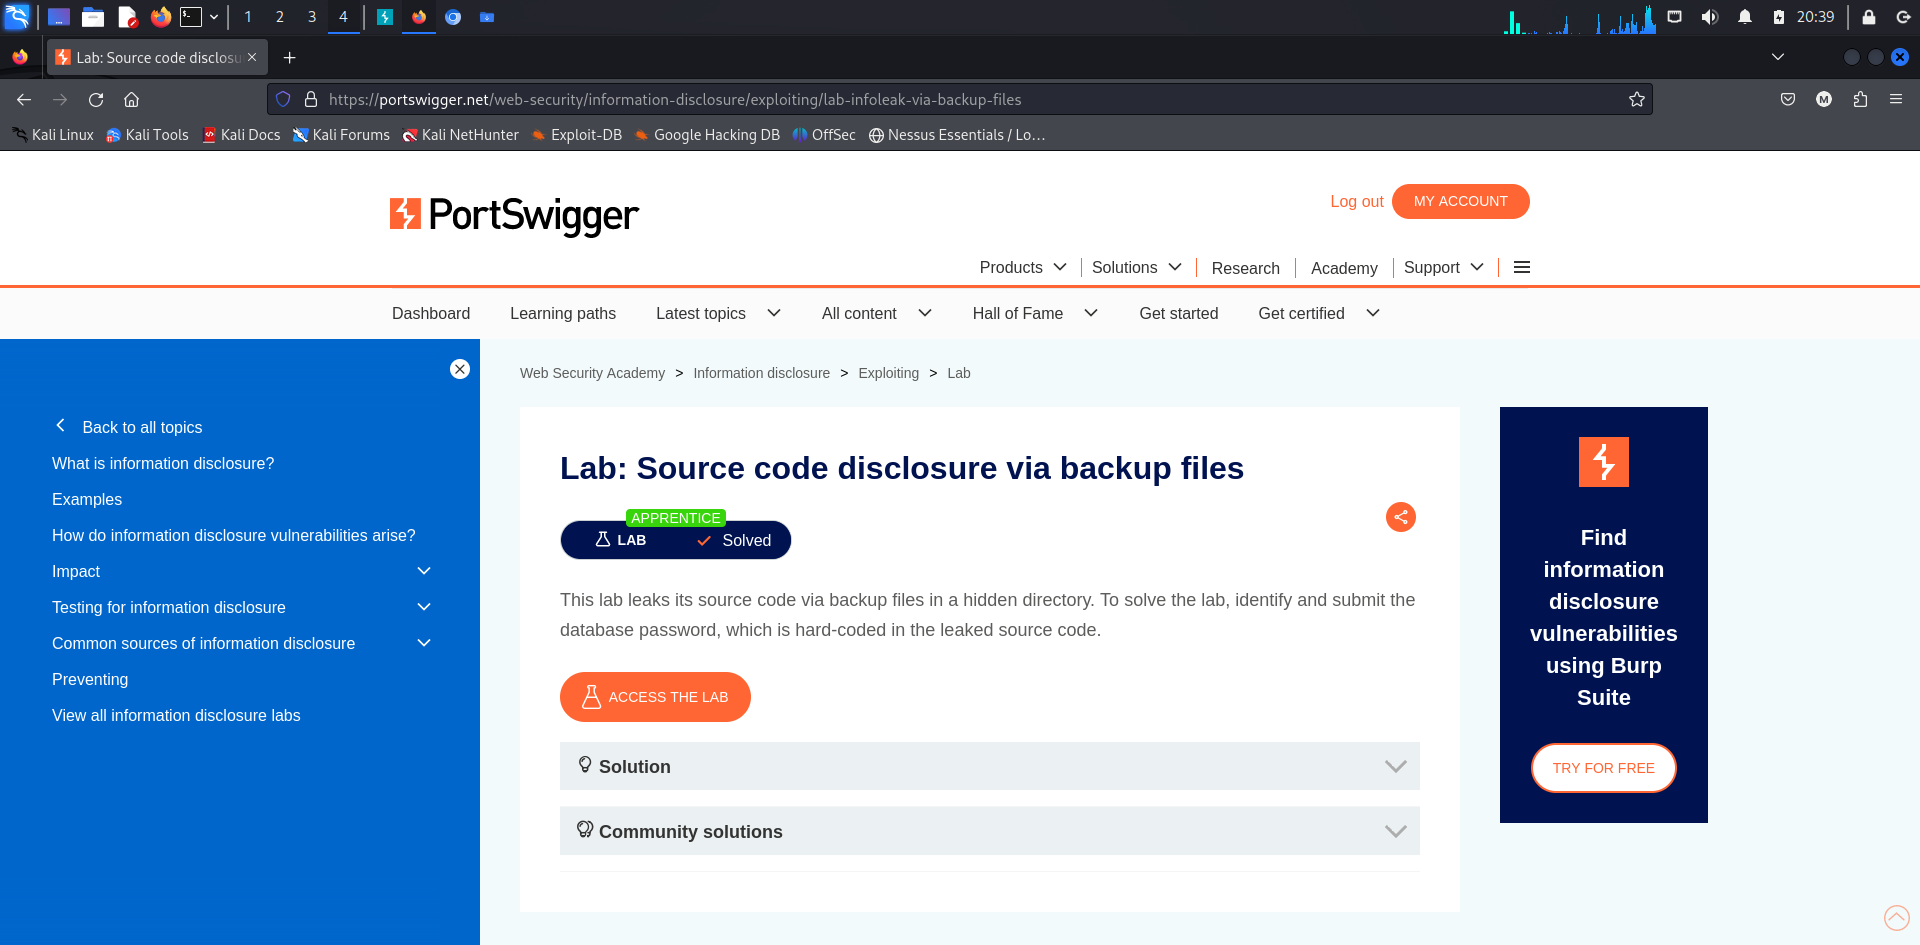 1 2 3 4 20:39
Lab: Source code disclosu
https://portswigger.net/web-security/information-disclosure/exploiting/lab-infoleak-via-backup-files
M
Kali Linux Kali Tools Kali Docs Kali Forums Kali NetHunter Exploit-DB Google Hacking DB OffSec Nessus Essentials / Lo…
PortSwigger
Log out MY ACCOUNT
Products Solutions Research Academy Support
Dashboard Learning paths Latest topics All content Hall of Fame Get started Get certified
Back to all topics
What is information disclosure?
Examples
How do information disclosure vulnerabilities arise?
Impact
Testing for information disclosure
Common sources of information disclosure
Preventing
View all information disclosure labs
Web Security Academy > Information disclosure > Exploiting > Lab
Lab: Source code disclosure via backup files
APPRENTICE
LAB Solved
This lab leaks its source code via backup files in a hidden directory. To solve the lab, identify and submit the
database password, which is hard-coded in the leaked source code.
ACCESS THE LAB
Solution
Community solutions
Find
information
disclosure
vulnerabilities
using Burp
Suite
TRY FOR FREE